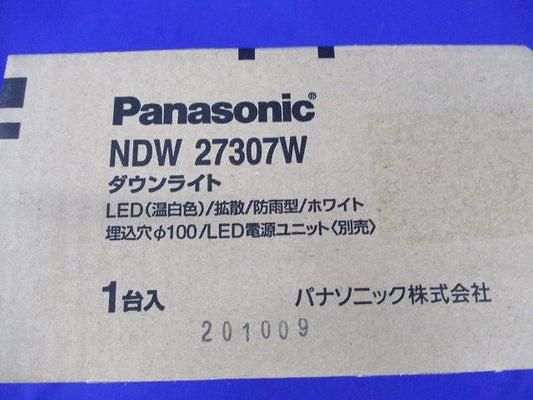 Panasonic®
NDW 27307W
ダウンライト
LED(温白色)/拡散/防雨型/ホワイト
埋込穴φ100/LED電源ユニット〈別売〉
1台入 パナソニック株式会社
201009